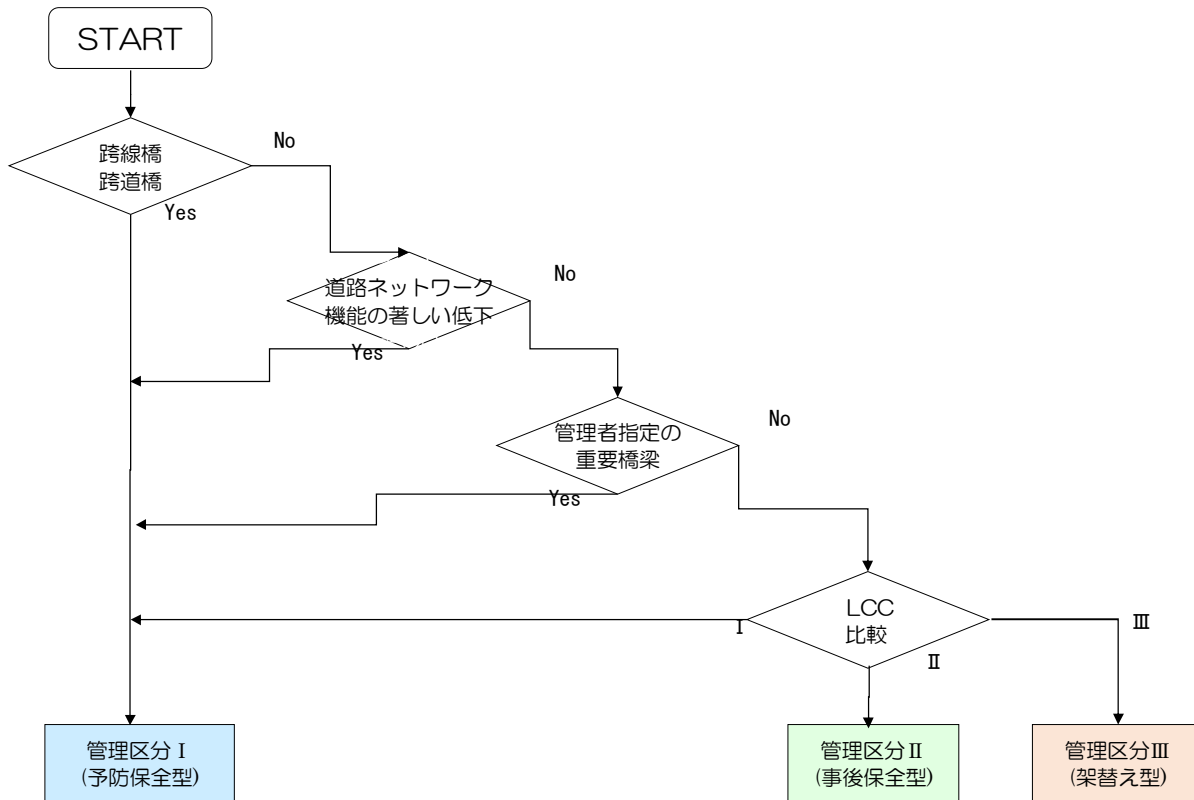 START
跨線橋
跨道橋
No
Yes
道路ネットワーク
機能の著しい低下
No
Yes
管理者指定の
重要橋梁
No
Yes
LCC
比較
Ⅰ
Ⅱ
Ⅲ
管理区分Ⅰ
(予防保全型)
管理区分Ⅱ
(事後保全型)
管理区分Ⅲ
(架替え型)